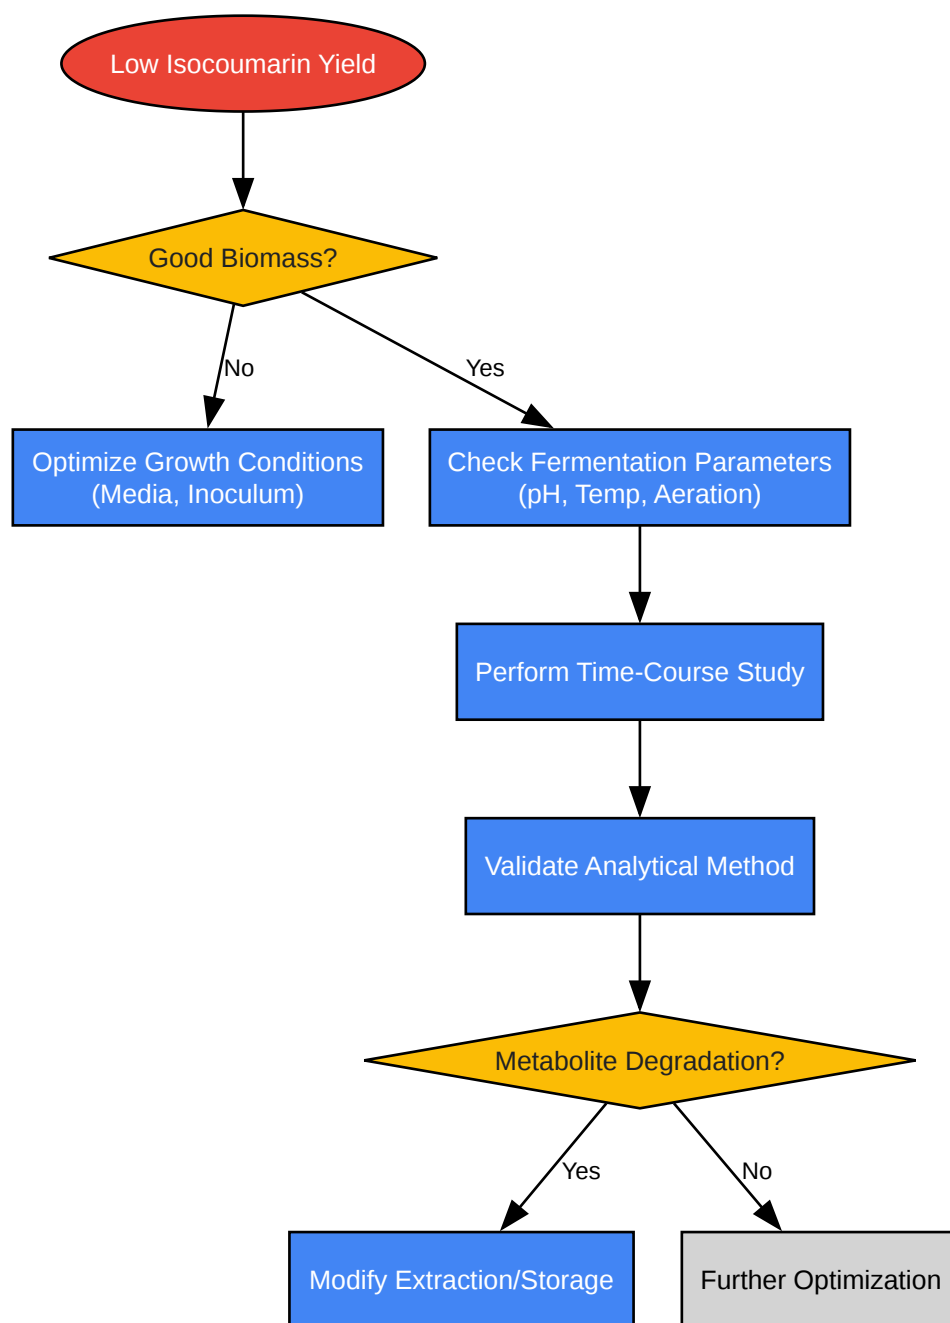 Low Isocoumarin Yield
Good Biomass?
No
Yes
Optimize Growth Conditions
(Media, Inoculum)
Check Fermentation Parameters
(pH, Temp, Aeration)
Perform Time-Course Study
Validate Analytical Method
Metabolite Degradation?
Yes
No
Modify Extraction/Storage
Further Optimization